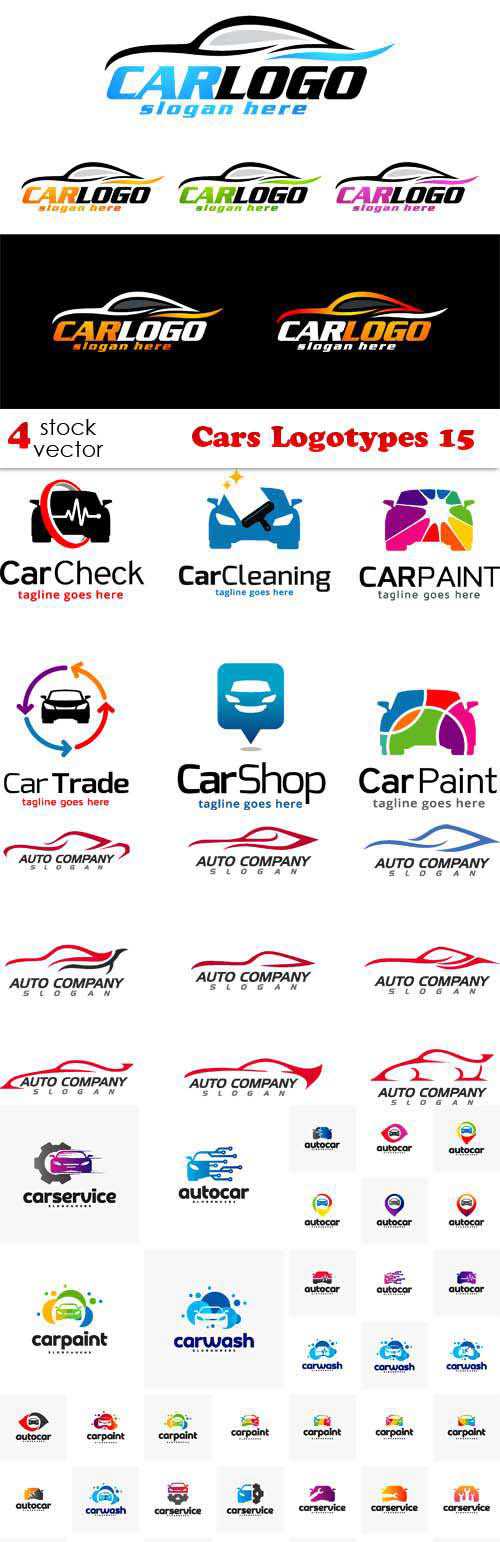 CARLOGO
slogan here
CARLOGO CARLOGO CARLOGO
slogan here slogan here slogan here
CARLOGO CARLOGO
slogan here slogan here
4 stock vector
Cars Logotypes 15
CarCheck CarCleaning CARPAINT
tagline goes here tagline goes here tagline goes here
CarTrade CarShop CarPaint
tagline goes here tagline goes here tagline goes here
AUTO COMPANY AUTO COMPANY AUTO COMPANY
SLOGAN SLOGAN SLOGAN
AUTO COMPANY AUTO COMPANY AUTO COMPANY
SLOGAN SLOGAN SLOGAN
AUTO COMPANY AUTO COMPANY AUTO COMPANY
SLOGAN SLOGAN SLOGAN
autocar autocar autocar
carservice autocar
autocar autocar autocar
autocar autocar autocar
carpaint carwash
carwash carwash carwash
autocar carpaint carpaint carpaint carpaint carpaint carpaint
autocar carwash carservice carservice carservice carservice carservice